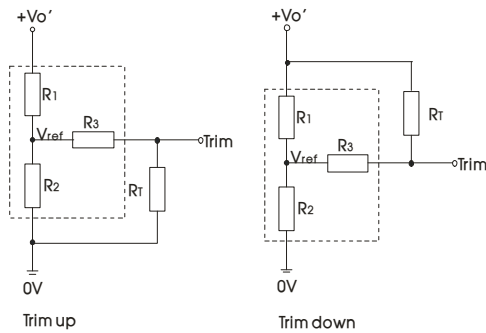 +Vo′
R1
Vref
R3
Trim
R2
RT
0V
Trim up
+Vo′
R1
RT
Vref
R3
Trim
R2
0V
Trim down